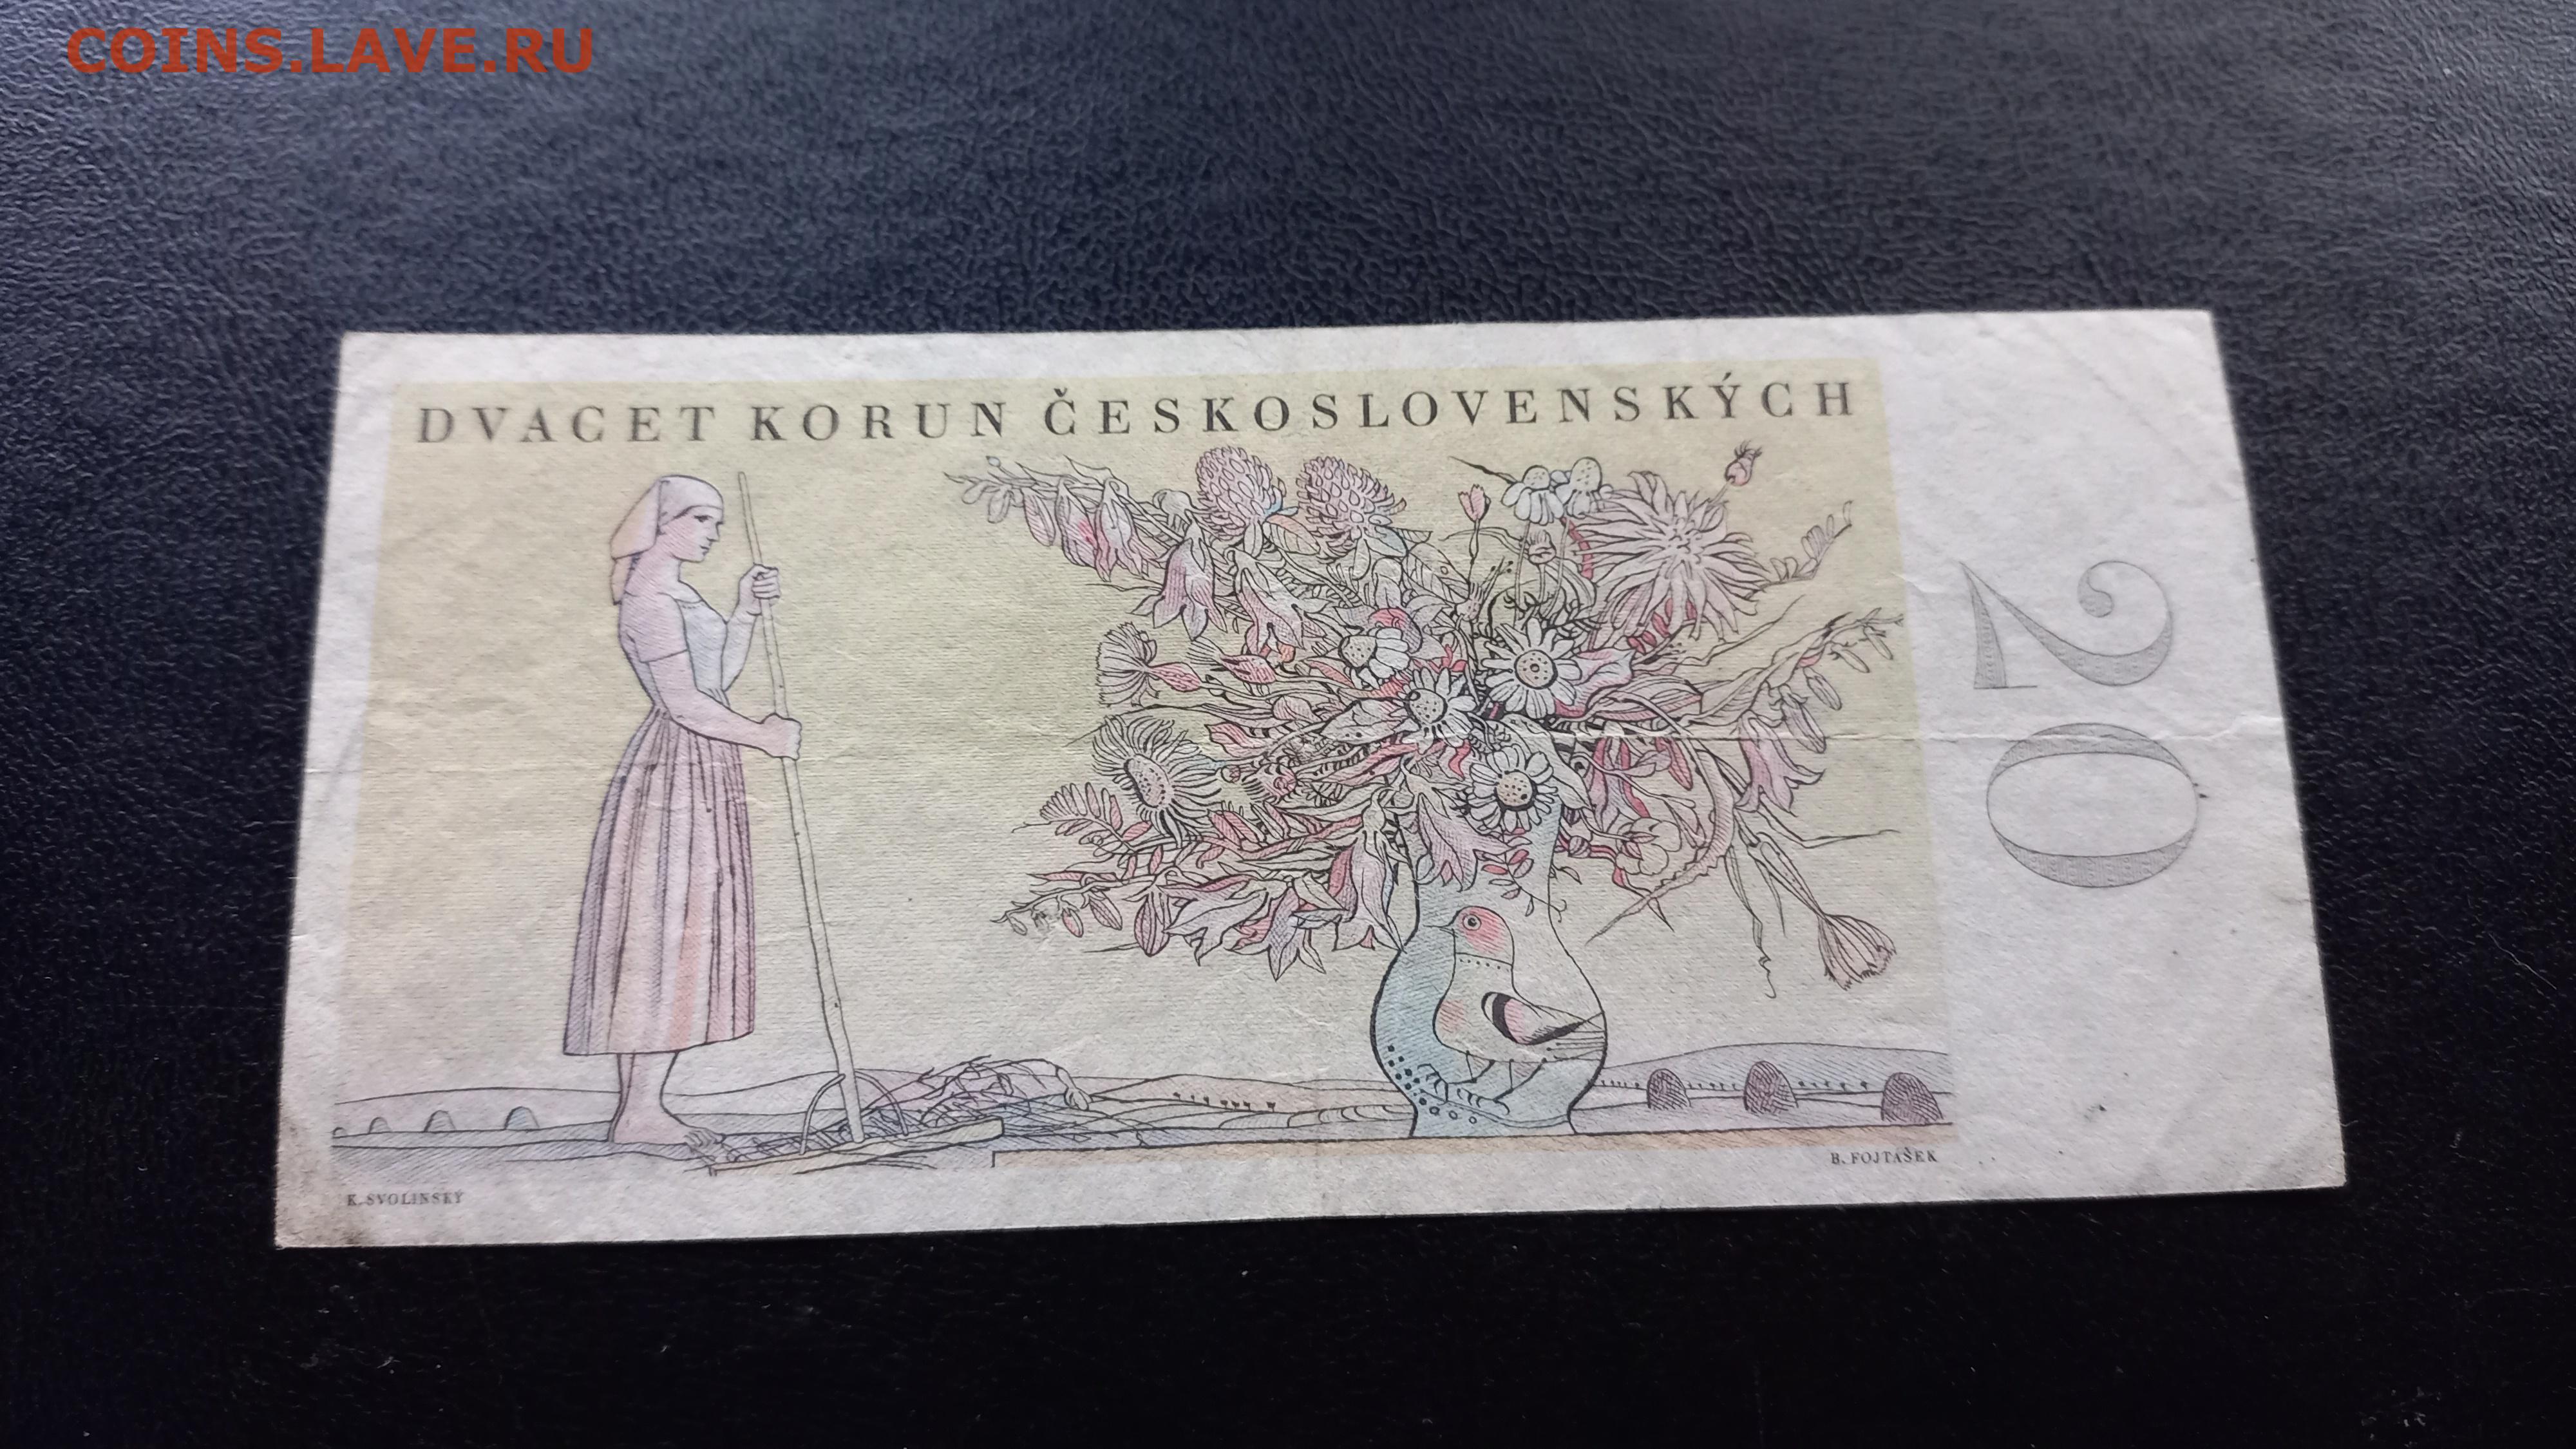 COINS.LAVE.RU
DVACET KORUN ČESKOSLOVENSKÝCH
20
B. FOJTAŠEK
K. SVOLINSKÝ